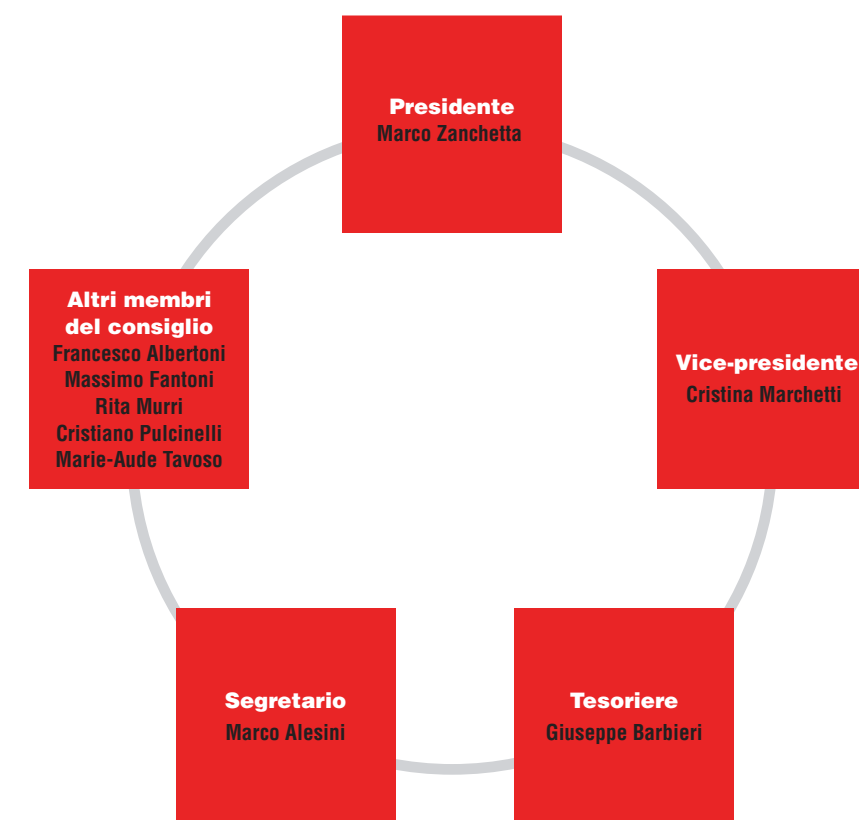 Presidente
Marco Zanchetta
Altri membri
del consiglio
Francesco Albertoni
Massimo Fantoni
Rita Murri
Cristiano Pulcinelli
Marie-Aude Tavoso
Vice-presidente
Cristina Marchetti
Segretario
Marco Alesini
Tesoriere
Giuseppe Barbieri